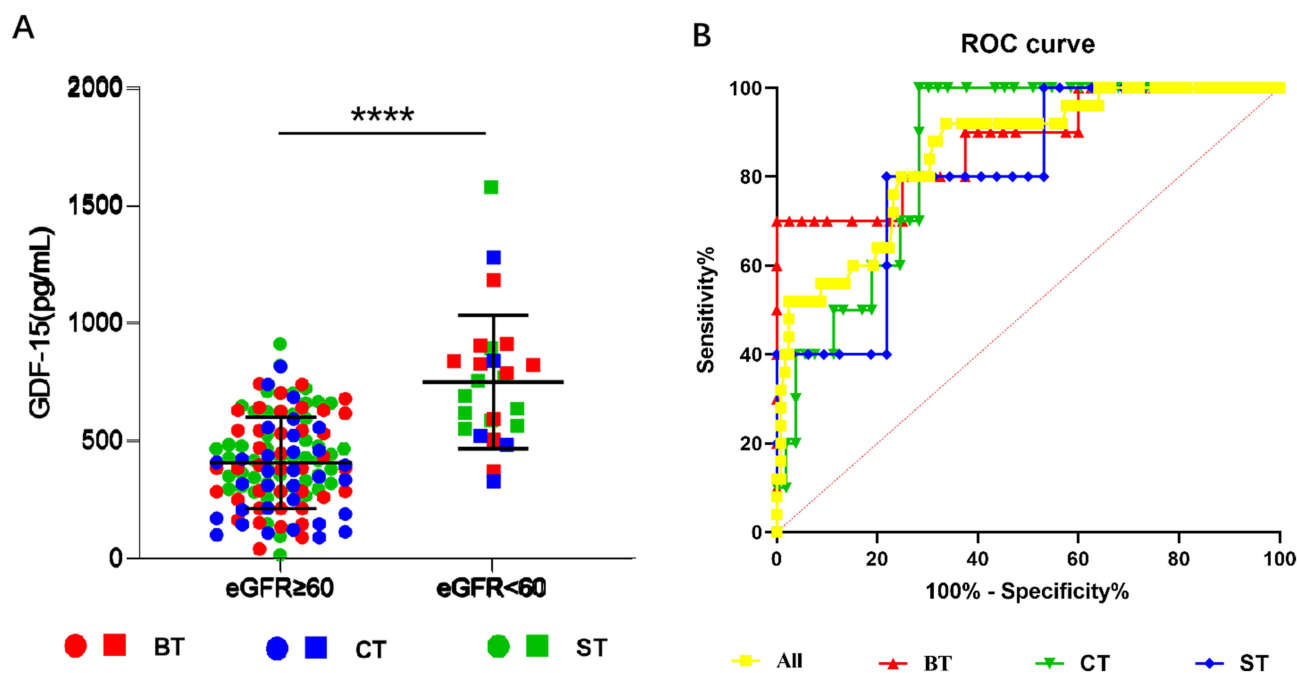 A
B
ROC curve
2000
1500
1000
500
0
GDF-15(pg/mL)
****
eGFR≥60
eGFR<60
BT
CT
ST
100
80
60
40
20
0
Sensitivity%
0
20
40
60
80
100
100% - Specificity%
All
BT
CT
ST